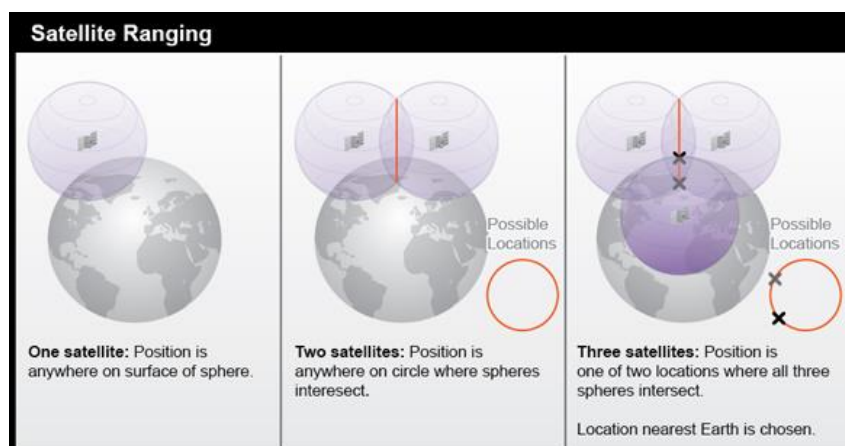 Satellite Ranging
One satellite: Position is
anywhere on surface of sphere.
Possible
Locations
Two satellites: Position is
anywhere on circle where spheres
interesect.
Possible
Locations
Three satellites: Position is
one of two locations where all three
spheres intersect.
Location nearest Earth is chosen.